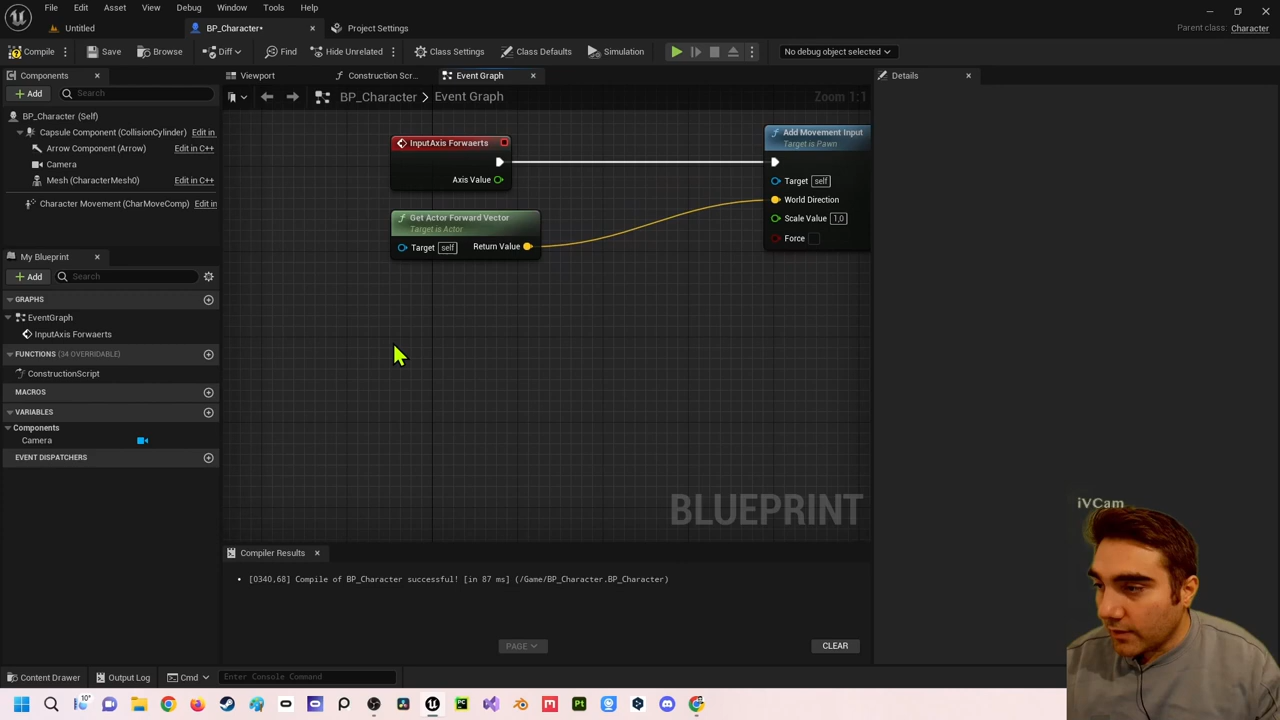 File Edit Asset View Debug Window Tools Help
Untitled
BP_Character•
Project Settings
Parent class: Character
Compile
Save
Browse
Diff
Find
Hide Unrelated
Class Settings
Class Defaults
Simulation
No debug object selected
Components
Add
Search
BP_Character (Self)
Capsule Component (CollisionCylinder) Edit in
Arrow Component (Arrow) Edit in C++
Camera
Mesh (CharacterMesh0) Edit in C++
Character Movement (CharMoveComp) Edit in
My Blueprint
Add
Search
GRAPHS
EventGraph
InputAxis Forwaerts
FUNCTIONS (34 OVERRIDABLE)
ConstructionScript
MACROS
VARIABLES
Components
Camera
EVENT DISPATCHERS
Viewport
Construction Scr...
Event Graph
BP_Character > Event Graph
Zoom 1:1
InputAxis Forwaerts
Axis Value
Get Actor Forward Vector
Target is Actor
Target self Return Value
Add Movement Input
Target is Pawn
Target self
World Direction
Scale Value 1,0
Force
BLUEPRINT
Details
Compiler Results
[0340,68] Compile of BP_Character successful! [in 87 ms] (/Game/BP_Character.BP_Character)
PAGE
CLEAR
Content Drawer
Output Log
Cmd
Enter Console Command
iVCam
10°